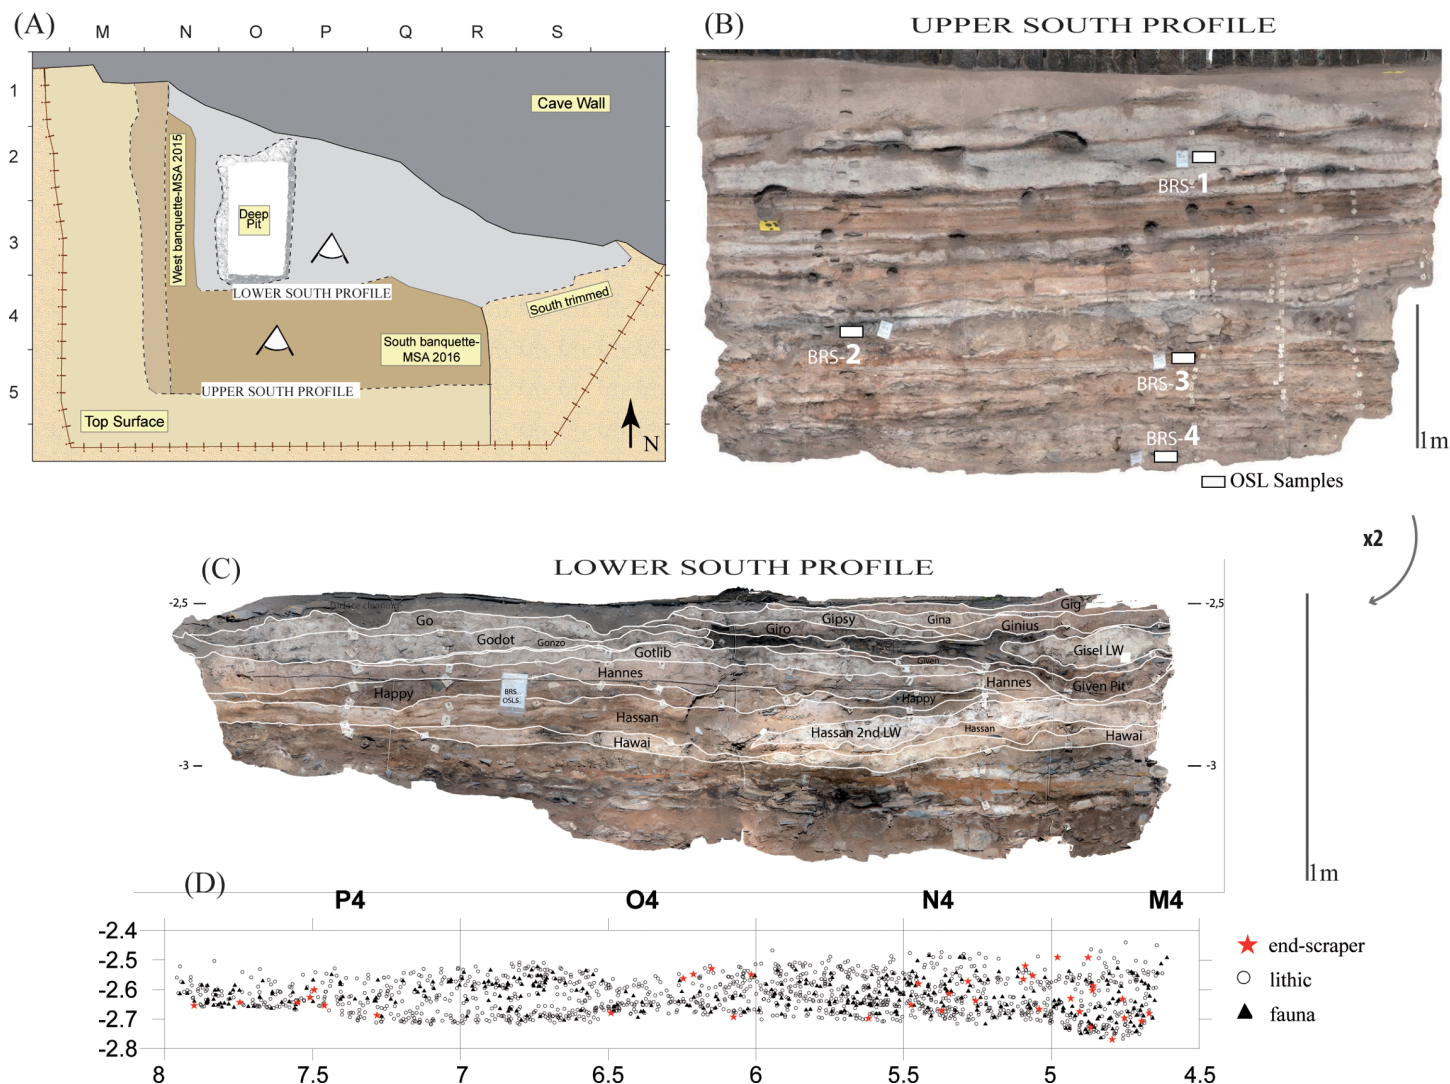 (A)
M N O P Q R S
1
2
3
4
5
Cave Wall
West banquette-MSA 2015
Deep
Pit
LOWER SOUTH PROFILE
South trimmed
South banquette-
MSA 2016
UPPER SOUTH PROFILE
Top Surface
N
(B)
UPPER SOUTH PROFILE
BRS-1
BRS-2
BRS-3
BRS-4
1m
OSL Samples
x2
(C)
LOWER SOUTH PROFILE
-2,5
-2,5
Gig
Go
Gipsy
Gina
Giro
Ginius
Godot
Gonzo
Gotlib
Gisel LW
Given
Hannes
Hannes
Given Pit
Happy
BRS
OSL5
Happy
Hassan
Hassan 2nd LW
Hassan
Hawai
Hawai
-3
-3
1m
(D)
P4 O4 N4 M4
-2.4
-2.5
-2.6
-2.7
-2.8
8 7.5 7 6.5 6 5.5 5 4.5
end-scraper
lithic
fauna